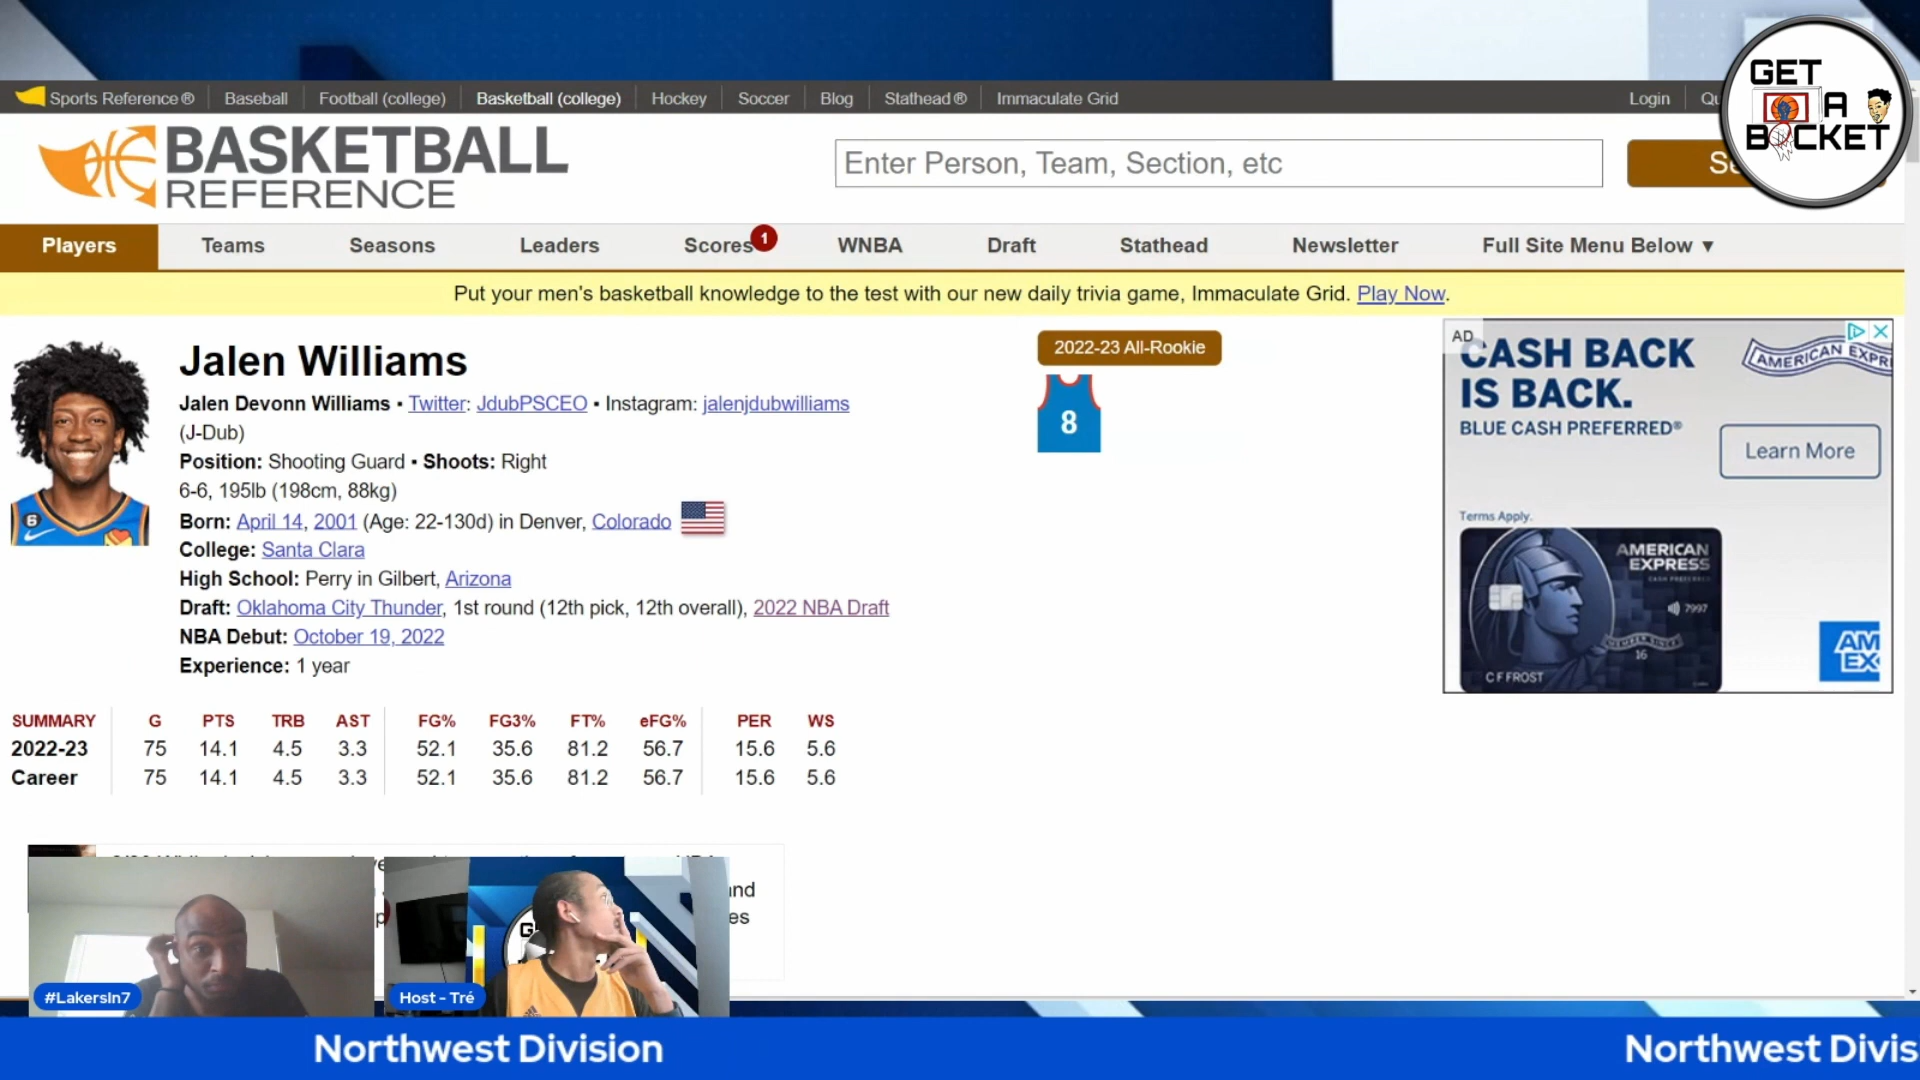 GET
A
BUCKET
Sports Reference ® Baseball Football (college) Basketball (college) Hockey Soccer Blog Stathead ® Immaculate Grid Login
BASKETBALL
REFERENCE
Enter Person, Team, Section, etc
Players Teams Seasons Leaders Scores 1 WNBA Draft Stathead Newsletter Full Site Menu Below ▼
Put your men's basketball knowledge to the test with our new daily trivia game, Immaculate Grid. Play Now.
Jalen Williams
Jalen Devonn Williams ▪ Twitter: JdubPSCEO ▪ Instagram: jalenjdubwilliams
(J-Dub)
Position: Shooting Guard ▪ Shoots: Right
6-6, 195lb (198cm, 88kg)
Born: April 14, 2001 (Age: 22-130d) in Denver, Colorado
College: Santa Clara
High School: Perry in Gilbert, Arizona
Draft: Oklahoma City Thunder, 1st round (12th pick, 12th overall), 2022 NBA Draft
NBA Debut: October 19, 2022
Experience: 1 year
6
2022-23 All-Rookie
8
AD
CASH BACK
IS BACK.
BLUE CASH PREFERRED®
AMERICAN EXPR
Learn More
Terms Apply.
AMERICAN
EXPRESS
CASH PREFERRED
7997
MEMBER SINCE
16
C F FROST
AM
EX
SUMMARY G PTS TRB AST FG% FG3% FT% eFG% PER WS
2022-23 75 14.1 4.5 3.3 52.1 35.6 81.2 56.7 15.6 5.6
Career 75 14.1 4.5 3.3 52.1 35.6 81.2 56.7 15.6 5.6
#LakersIn7
Host - Tré
Northwest Division
Northwest Divis